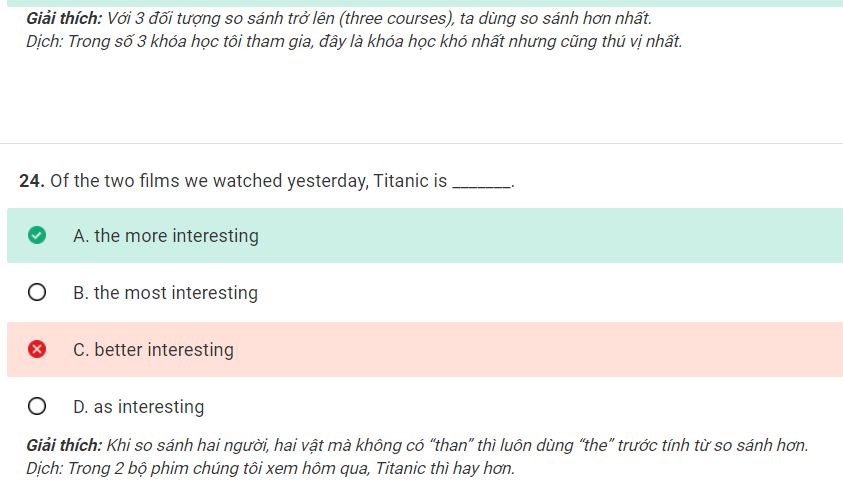 Giải thích: Với 3 đối tượng so sánh trở lên (three courses), ta dùng so sánh hơn nhất.
Dịch: Trong số 3 khóa học tôi tham gia, đây là khóa học khó nhất nhưng cũng thú vị nhất.
24. Of the two films we watched yesterday, Titanic is _______.
A. the more interesting
B. the most interesting
C. better interesting
D. as interesting
Giải thích: Khi so sánh hai người, hai vật mà không có “than” thì luôn dùng “the” trước tính từ so sánh hơn.
Dịch: Trong 2 bộ phim chúng tôi xem hôm qua, Titanic thì hay hơn.